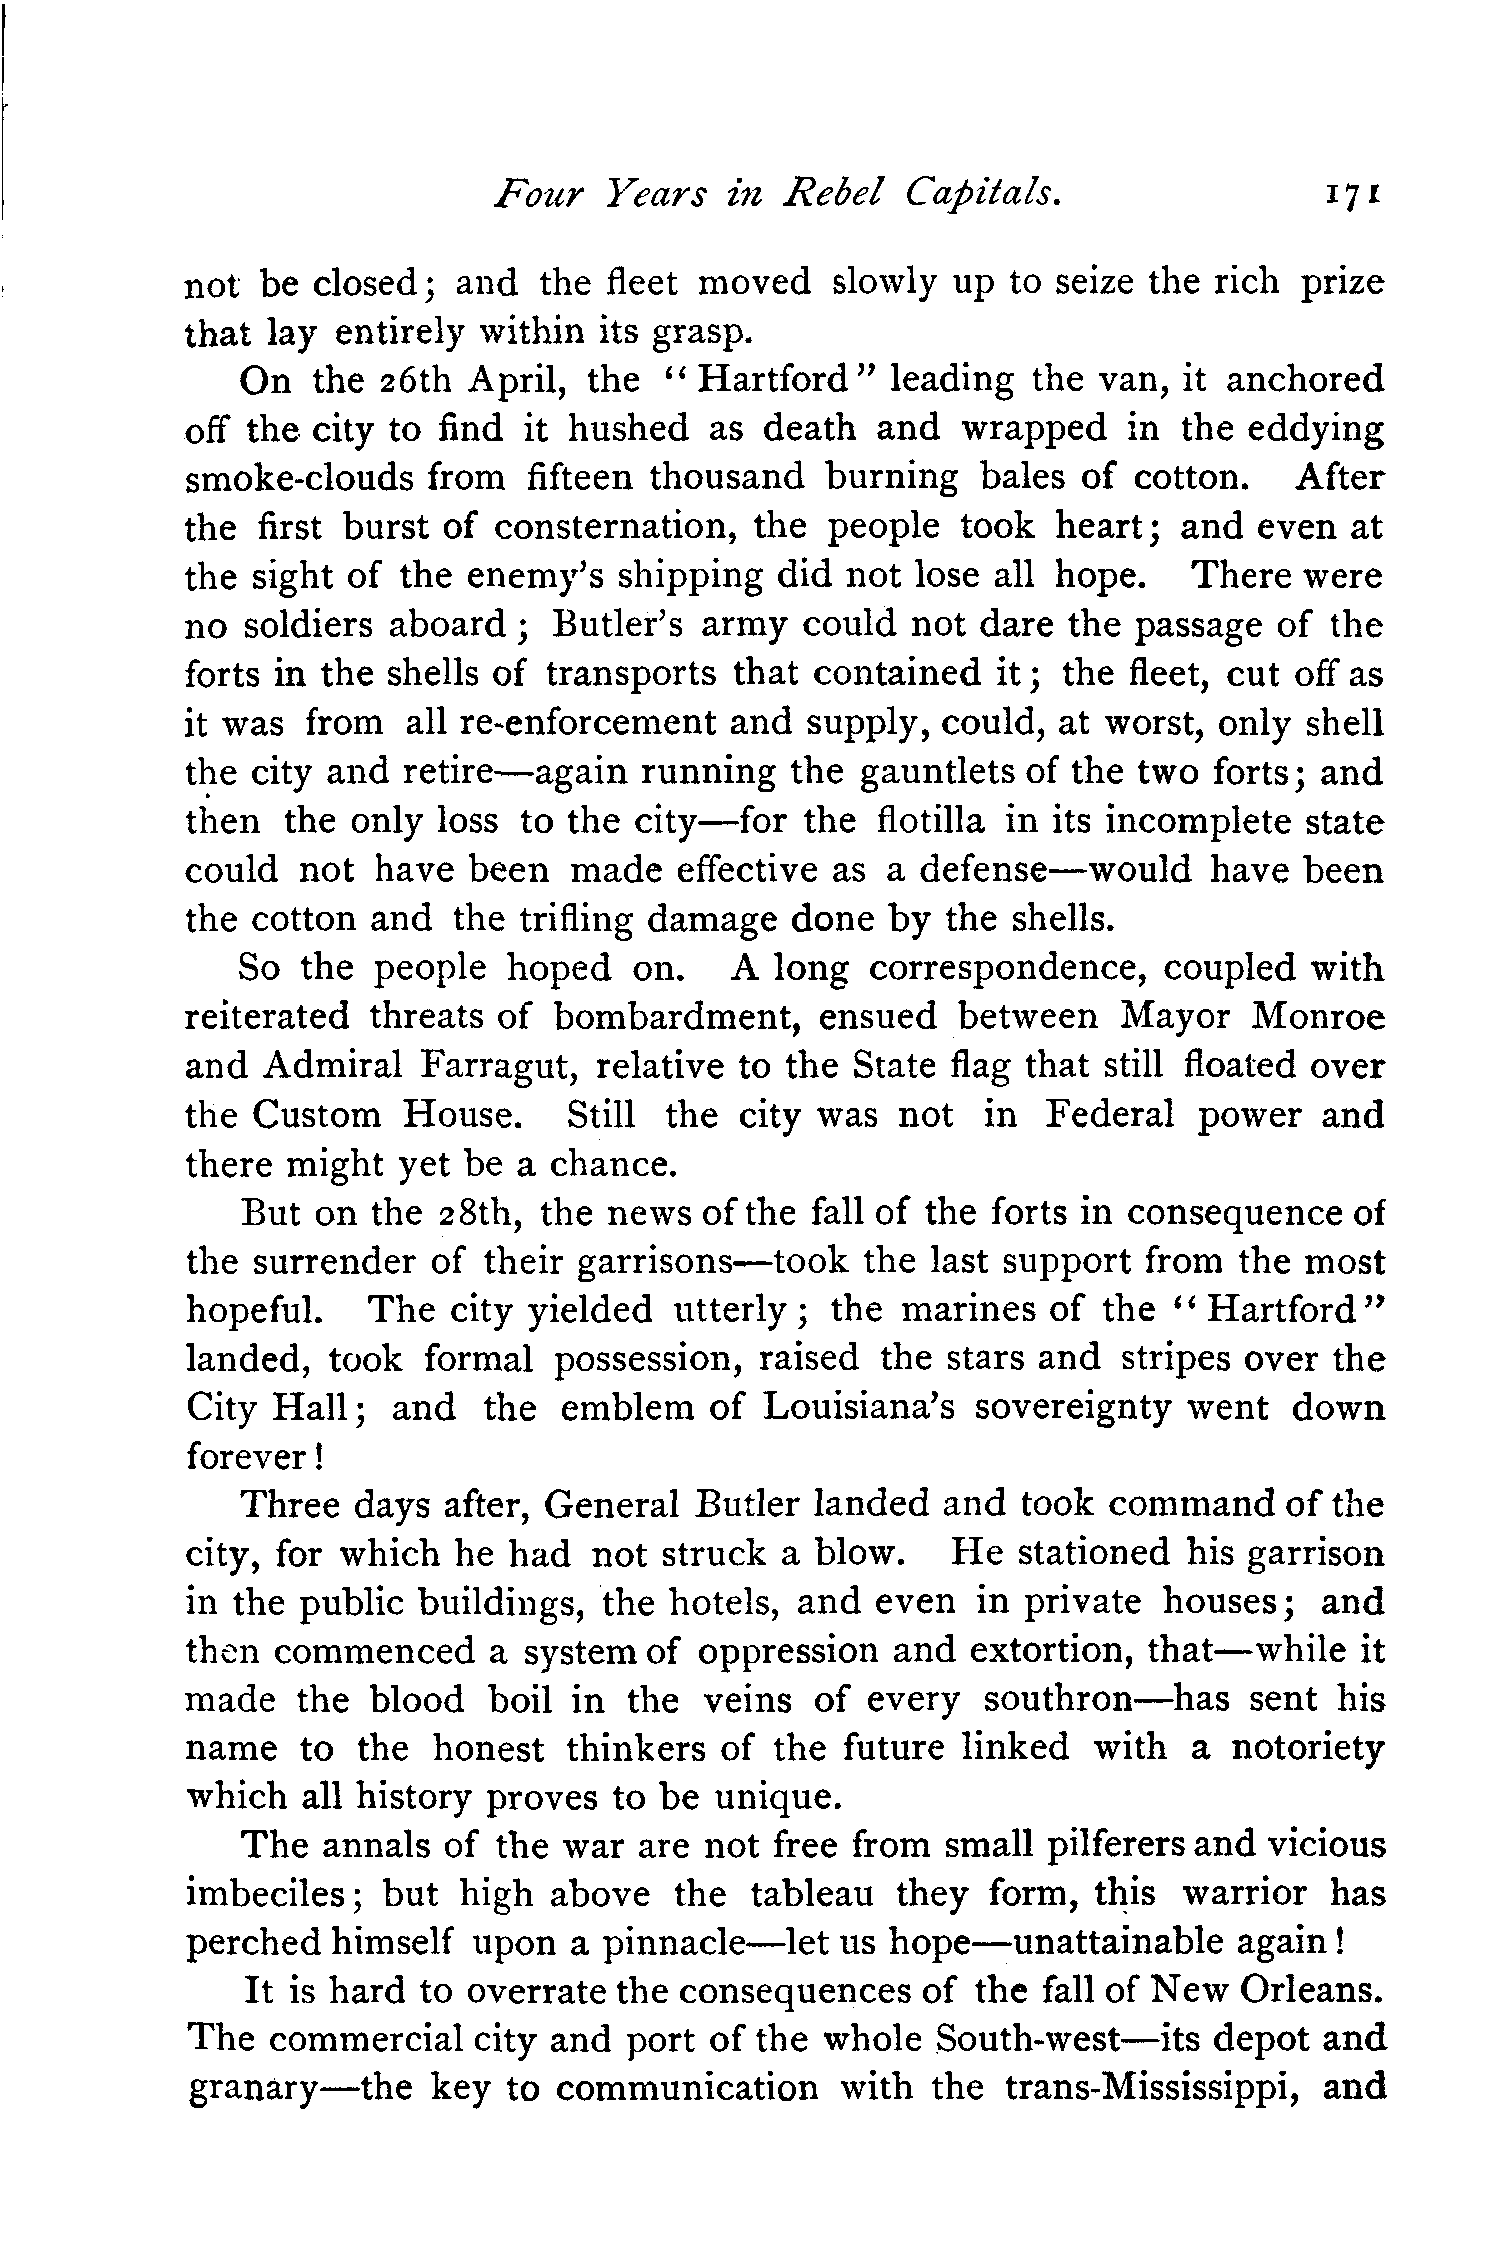 Four Years in Rebel Capitals. 171
not be closed; and the fleet moved slowly up to seize the rich prize
that lay entirely within its grasp.
On the 26th April, the "Hartford" leading the van, it anchored
off the city to find it hushed as death and wrapped in the eddying
smoke-clouds from fifteen thousand burning bales of cotton. After
the first burst of consternation, the people took heart; and even at
the sight of the enemy's shipping did not lose all hope. There were
no soldiers aboard; Butler's army could not dare the passage of the
forts in the shells of transports that contained it; the fleet, cut off as
it was from all re-enforcement and supply, could, at worst, only shell
the city and retire—again running the gauntlets of the two forts; and
then the only loss to the city—for the flotilla in its incomplete state
could not have been made effective as a defense—would have been
the cotton and the trifling damage done by the shells.
So the people hoped on. A long correspondence, coupled with
reiterated threats of bombardment, ensued between Mayor Monroe
and Admiral Farragut, relative to the State flag that still floated over
the Custom House. Still the city was not in Federal power and
there might yet be a chance.
But on the 28th, the news of the fall of the forts in consequence of
the surrender of their garrisons—took the last support from the most
hopeful. The city yielded utterly; the marines of the "Hartford"
landed, took formal possession, raised the stars and stripes over the
City Hall; and the emblem of Louisiana's sovereignty went down
forever!
Three days after, General Butler landed and took command of the
city, for which he had not struck a blow. He stationed his garrison
in the public buildings, the hotels, and even in private houses; and
then commenced a system of oppression and extortion, that—while it
made the blood boil in the veins of every southron—has sent his
name to the honest thinkers of the future linked with a notoriety
which all history proves to be unique.
The annals of the war are not free from small pilferers and vicious
imbeciles; but high above the tableau they form, this warrior has
perched himself upon a pinnacle—let us hope—unattainable again!
It is hard to overrate the consequences of the fall of New Orleans.
The commercial city and port of the whole South-west—its depot and
granary—the key to communication with the trans-Mississippi, and